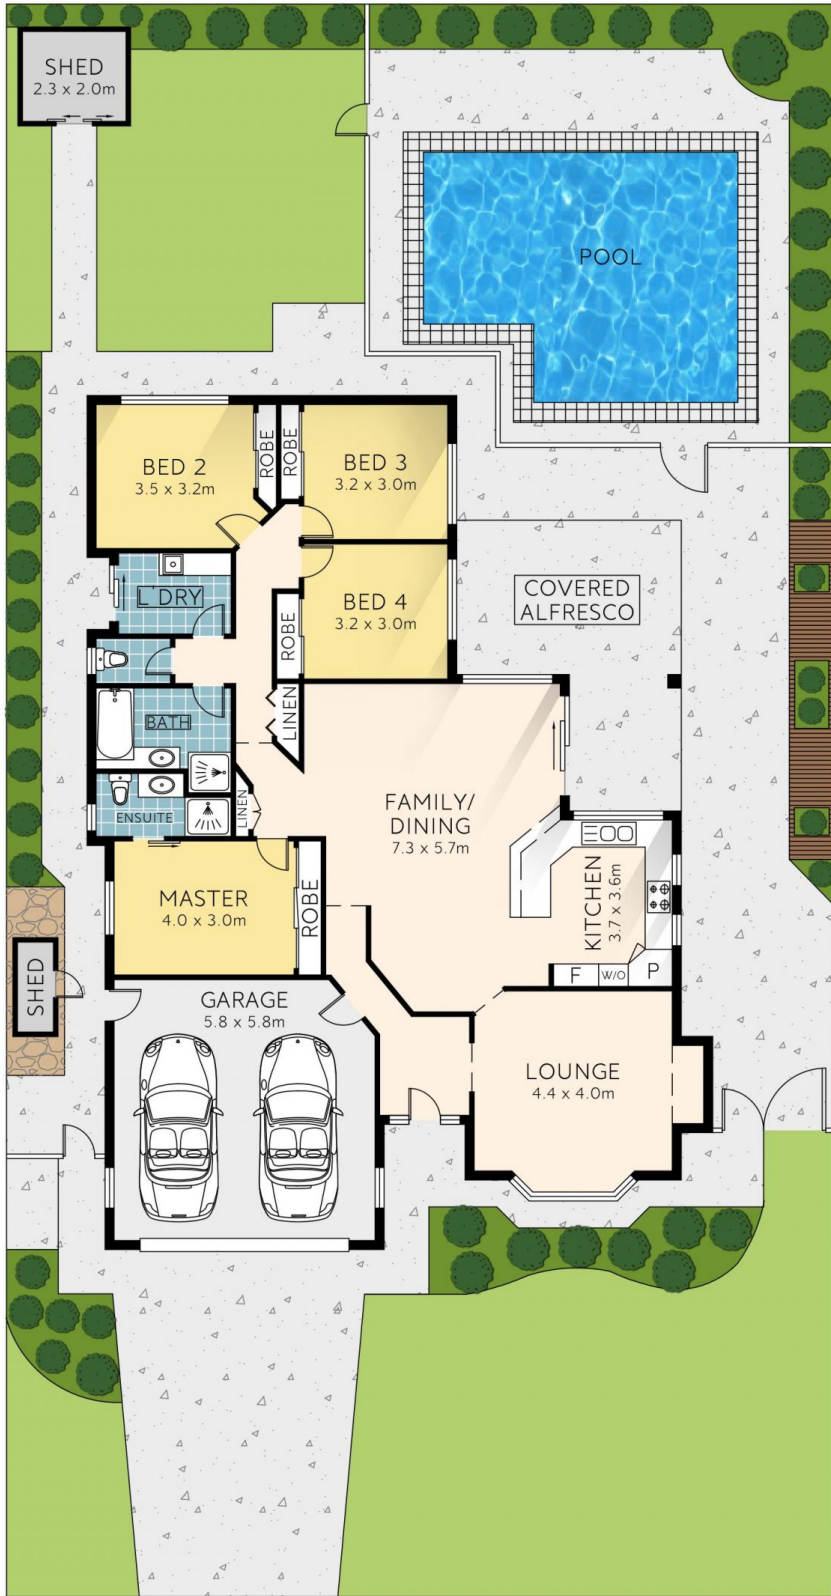 SHED
2.3 x 2.0m
POOL
BED 2
3.5 x 3.2m
ROBE
ROBE
BED 3
3.2 x 3.0m
L'DRY
BED 4
3.2 x 3.0m
ROBE
COVERED
ALFRESCO
BATH
LINEN
ENSUITE
LINEN
FAMILY/
DINING
7.3 x 5.7m
KITCHEN
3.7 x 3.6m
MASTER
4.0 x 3.0m
ROBE
F
W/O
P
SHED
GARAGE
5.8 x 5.8m
LOUNGE
4.4 x 4.0m